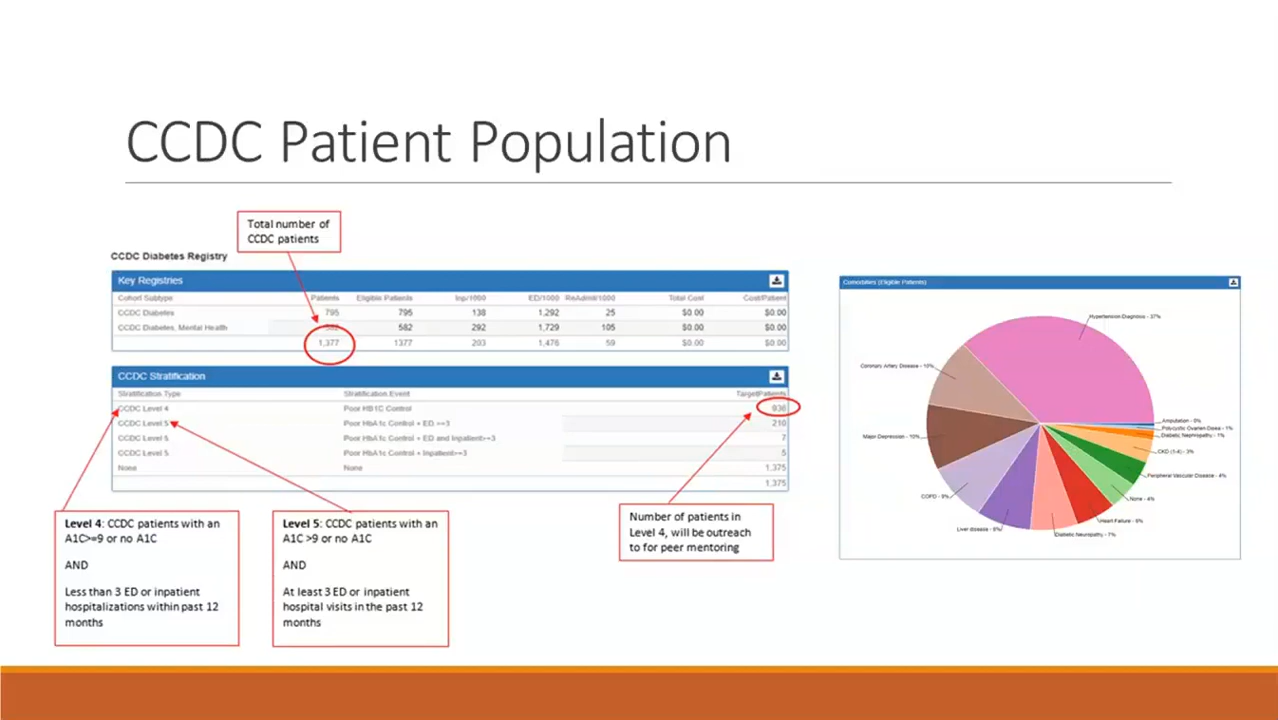 CCDC Patient Population
Total number of
CCDC patients
CCDC Diabetes Registry
Key Registries
Cohort Subtype Patients Eligible Patients Inp/1000 ED/1000 ReAdmit/1000 Total Cost Cost/Patient
CCDC Diabetes 795 795 138 1,292 25 $0.00 $0.00
CCDC Diabetes, Mental Health 582 292 1,729 105 $0.00 $0.00
1,377 1377 203 1,476 59 $0.00 $0.00
CCDC Stratification
Stratification Type Stratification Event TargetPatients
CCDC Level 4 Poor HB1C Control 936
CCDC Level 5 Poor HbA1c Control + ED >=3 210
CCDC Level 5 Poor HbA1c Control + ED and Inpatient>=3 7
CCDC Level 5 Poor HbA1c Control + Inpatient>=3 5
None None 1,375
1,375
Level 4: CCDC patients with an
A1C>=9 or no A1C
AND
Less than 3 ED or inpatient
hospitalizations within past 12
months
Level 5: CCDC patients with an
A1C >9 or no A1C
AND
At least 3 ED or inpatient
hospital visits in the past 12
months
Number of patients in
Level 4, will be outreach
to for peer mentoring
(Eligible Patients)
Hypertension Diagnosis - 37%
Coronary Artery Disease - 10%
Major Depression - 10%
COPD - 9%
Liver disease -
Diabetic Neuropathy - 7%
Heart Failure -
None - 4%
Peripheral Vascular Disease - 4%
CKD (1-4) - 3%
Diabetic Nephropathy - 1%
Polycystic Ovarian - 1%
Amputation - 0%